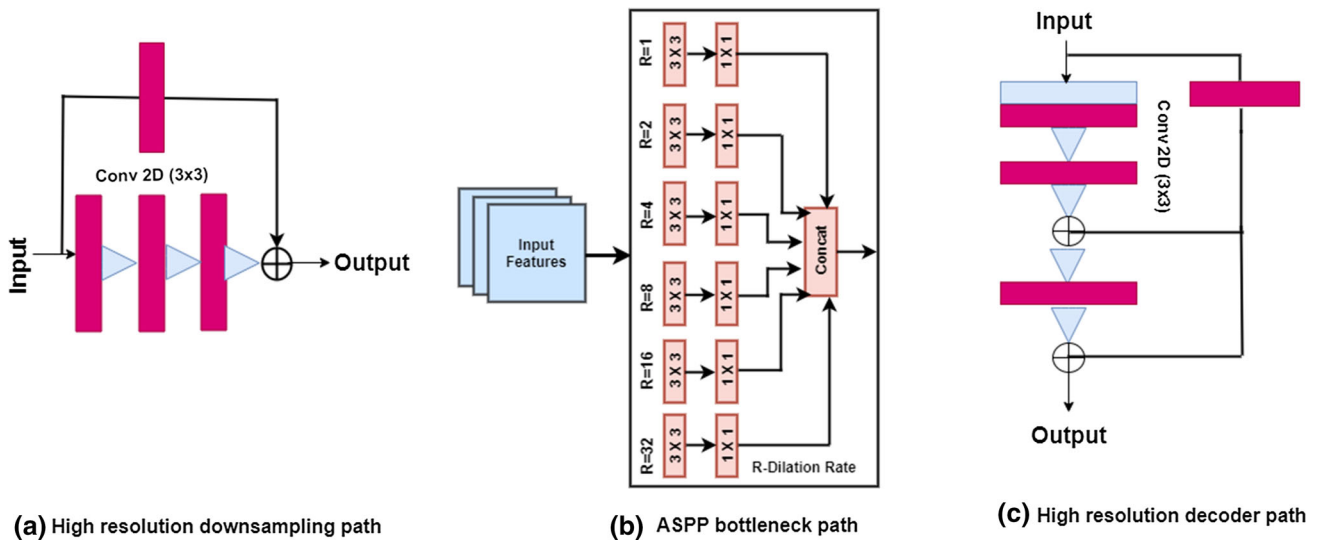 Conv 2D (3x3)
Input
Output
(a) High resolution downsampling path
Input
Features
R=1
3 X 3
1 X 1
R=2
3 X 3
1 X 1
R=4
3 X 3
1 X 1
R=8
3 X 3
1 X 1
R=16
3 X 3
1 X 1
R=32
3 X 3
1 X 1
Concat
R-Dilation Rate
(b) ASPP bottleneck path
Input
Conv 2D (3x3)
Output
(c) High resolution decoder path